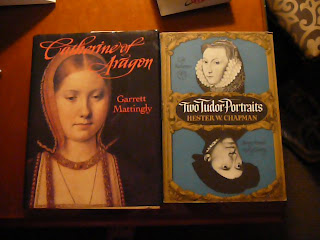 Catherine of
Aragon
Garrett
Mattingly
Two Tudor Portraits
HESTER W. CHAPMAN